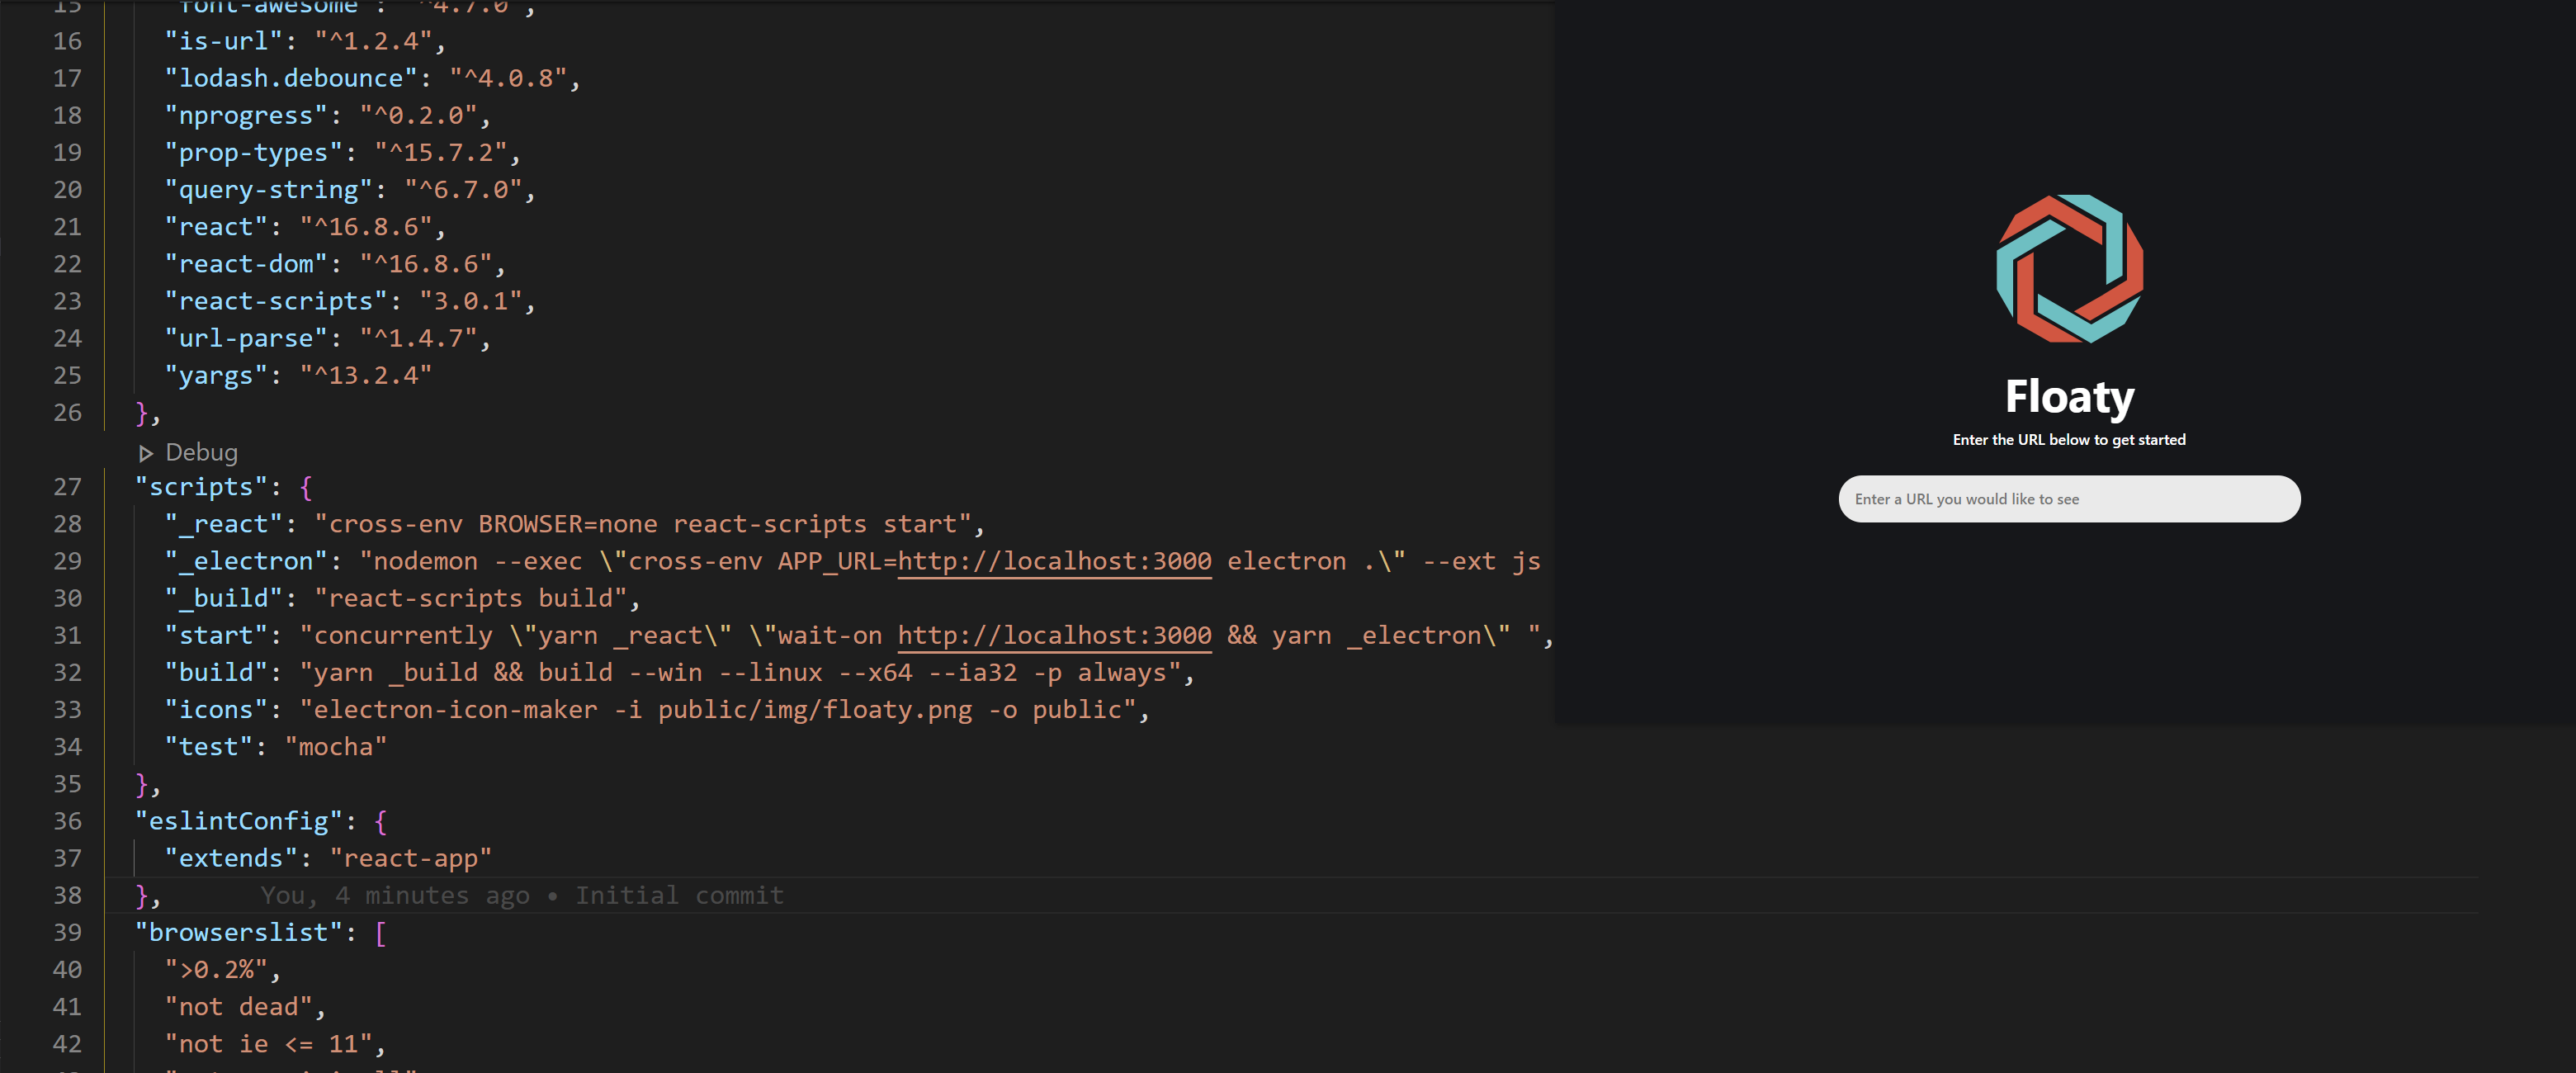 15 "font-awesome": "^4.7.0",
16 "is-url": "^1.2.4",
17 "lodash.debounce": "^4.0.8",
18 "nprogress": "^0.2.0",
19 "prop-types": "^15.7.2",
20 "query-string": "^6.7.0",
21 "react": "^16.8.6",
22 "react-dom": "^16.8.6",
23 "react-scripts": "3.0.1",
24 "url-parse": "^1.4.7",
25 "yargs": "^13.2.4"
26 },
Debug
27 "scripts": {
28 "_react": "cross-env BROWSER=none react-scripts start",
29 "_electron": "nodemon --exec \"cross-env APP_URL=http://localhost:3000 electron .\" --ext js
30 "_build": "react-scripts build",
31 "start": "concurrently \"yarn _react\" \"wait-on http://localhost:3000 && yarn _electron\" ",
32 "build": "yarn _build && build --win --linux --x64 --ia32 -p always",
33 "icons": "electron-icon-maker -i public/img/floaty.png -o public",
34 "test": "mocha"
35 },
36 "eslintConfig": {
37 "extends": "react-app"
38 }, You, 4 minutes ago • Initial commit
39 "browserslist": [
40 ">0.2%",
41 "not dead",
42 "not ie <= 11",
Floaty
Enter the URL below to get started
Enter a URL you would like to see